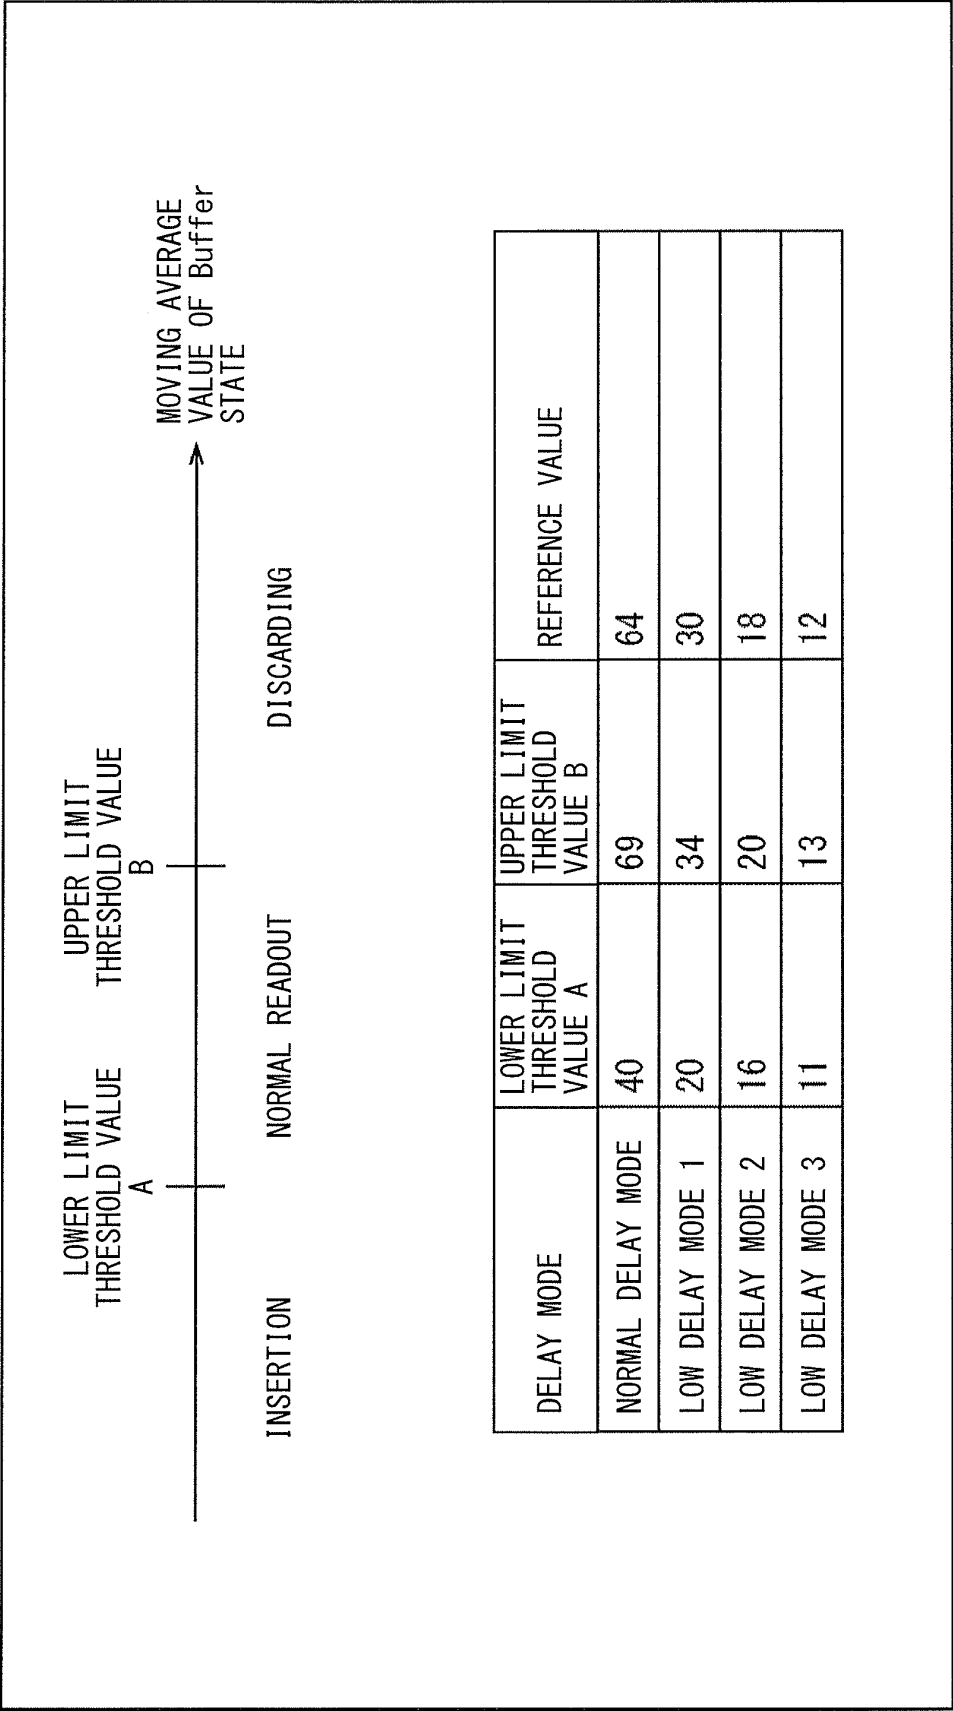 LOWER LIMIT
THRESHOLD VALUE
A
UPPER LIMIT
THRESHOLD VALUE
B
MOVING AVERAGE
VALUE OF Buffer
STATE
INSERTION
NORMAL READOUT
DISCARDING
DELAY MODE
LOWER LIMIT
THRESHOLD
VALUE A
UPPER LIMIT
THRESHOLD
VALUE B
REFERENCE VALUE
NORMAL DELAY MODE 40 69 64
LOW DELAY MODE 1 20 34 30
LOW DELAY MODE 2 16 20 18
LOW DELAY MODE 3 11 13 12